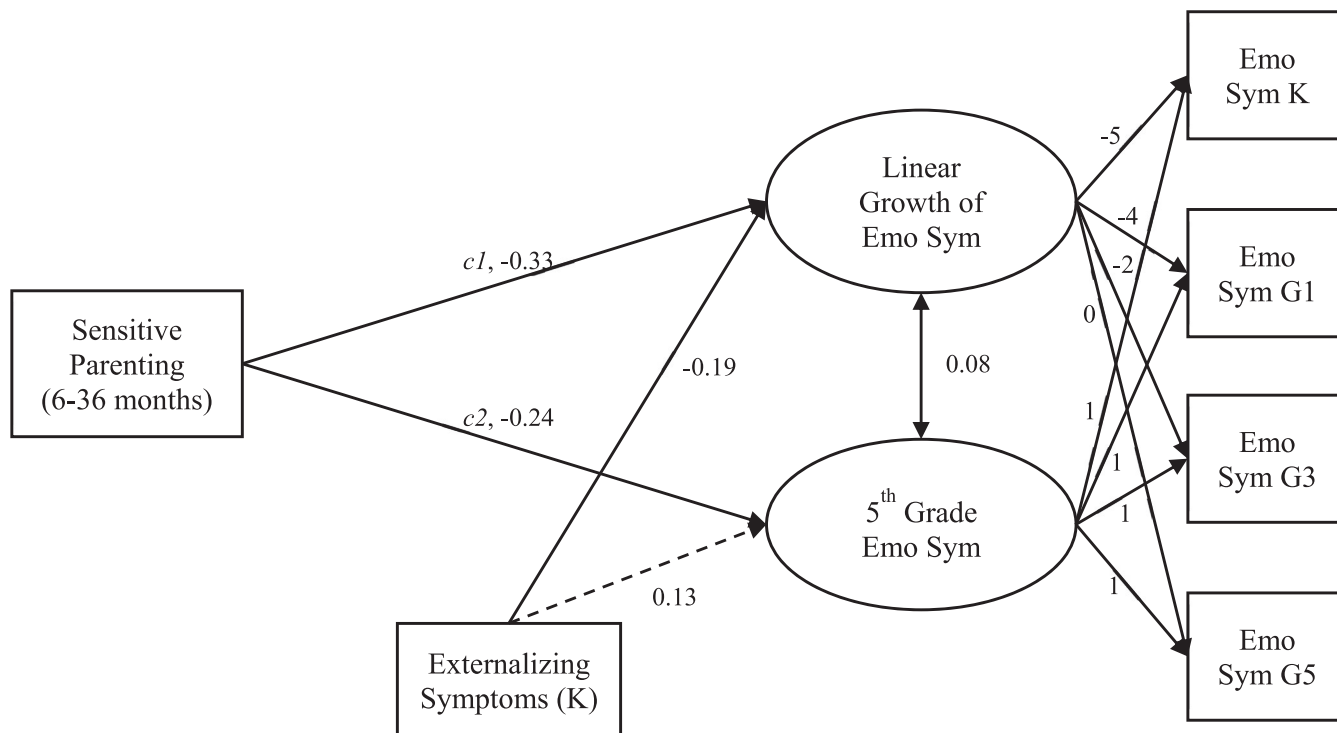 Emo
Sym K
Linear
Growth of
Emo Sym
-5
-4
-2
0
Emo
Sym G1
c1, -0.33
Sensitive
Parenting
(6-36 months)
-0.19
0.08
c2, -0.24
1
1
1
1
Emo
Sym G3
5th Grade
Emo Sym
0.13
Externalizing
Symptoms (K)
Emo
Sym G5